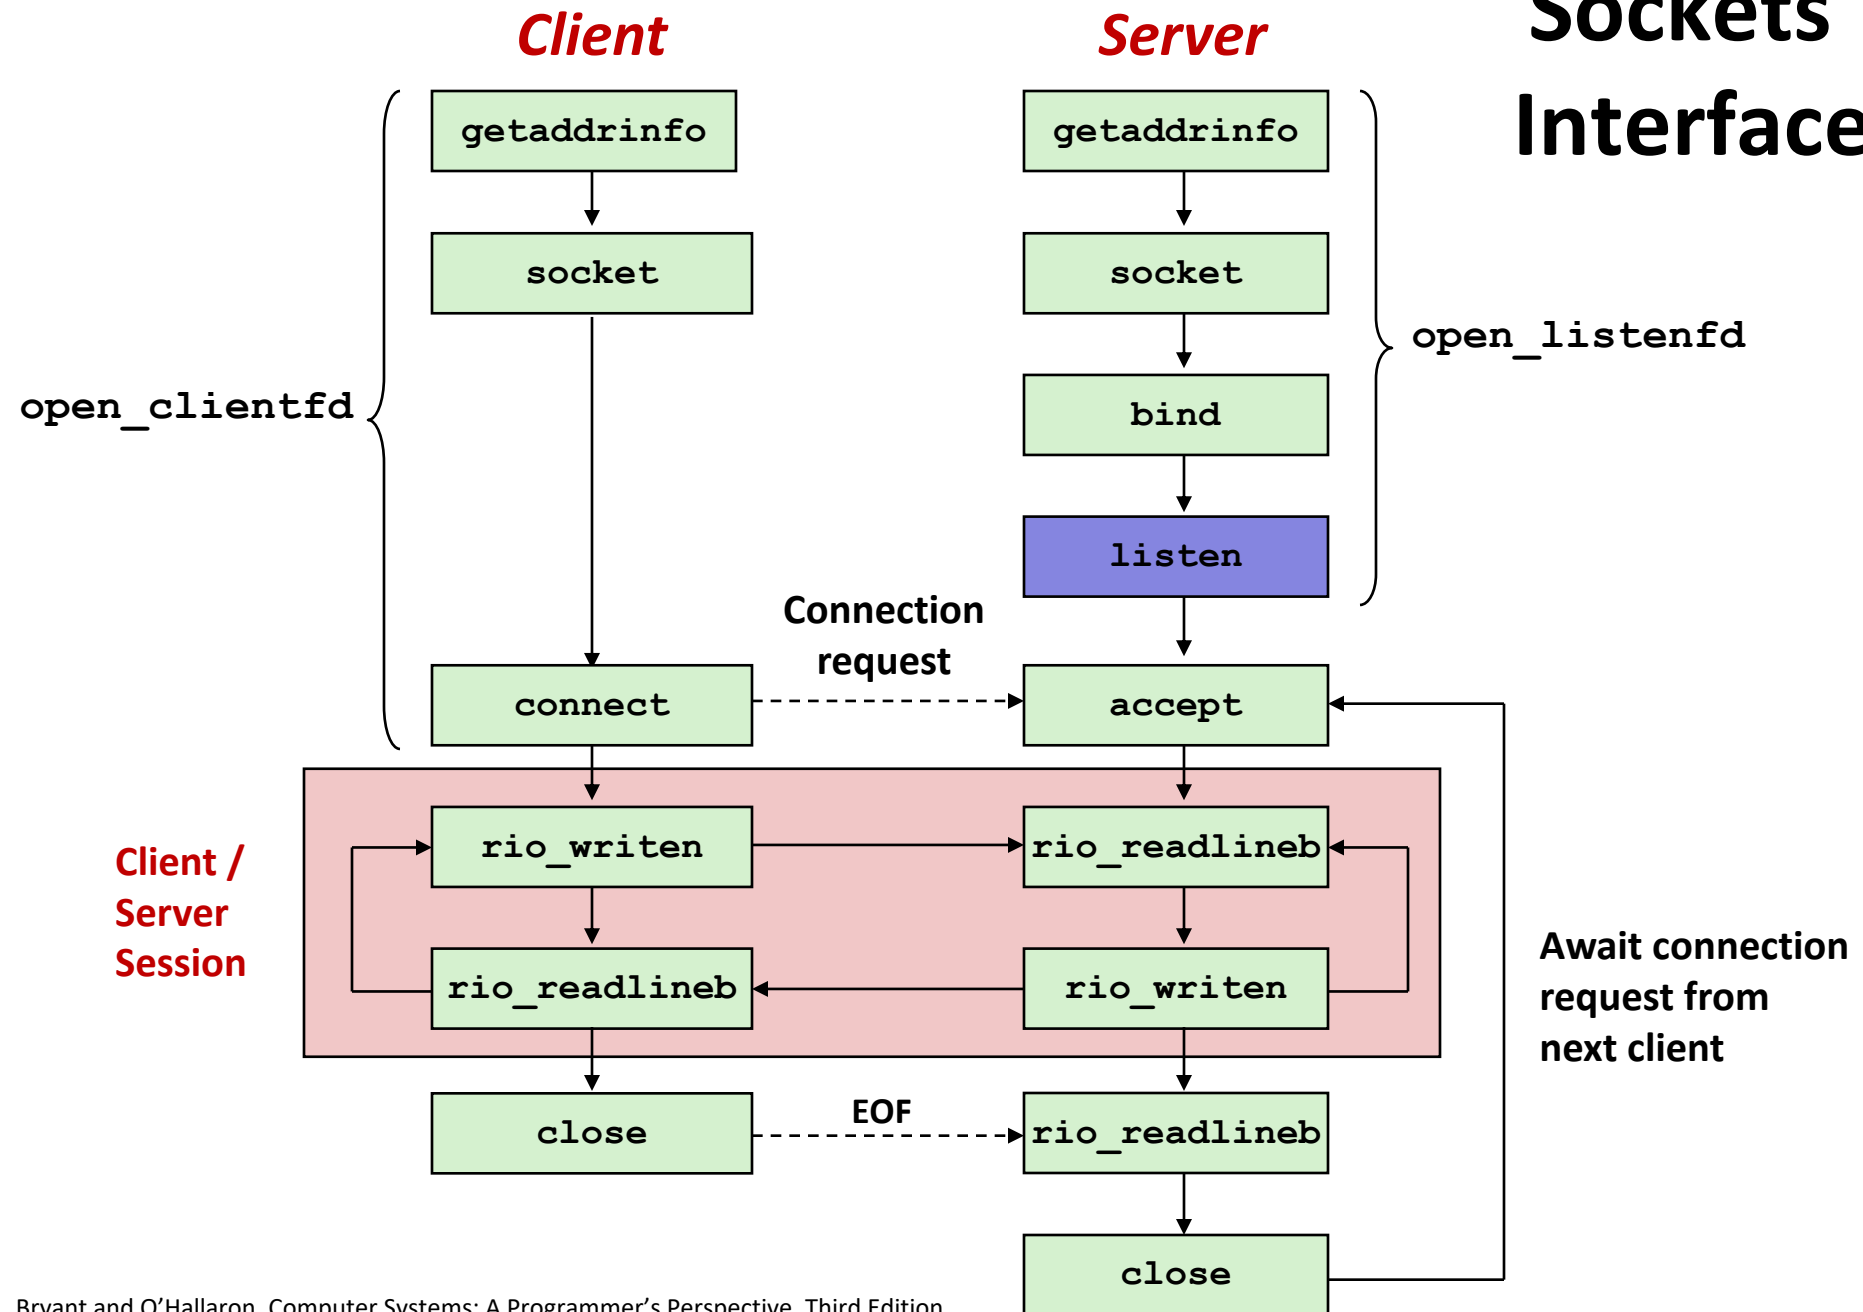 Client
Server
Sockets
Interface
getaddrinfo
getaddrinfo
socket
socket
open_listenfd
open_clientfd
bind
listen
Connection
request
connect
accept
Client /
Server
Session
rio_writen
rio_readlineb
rio_readlineb
rio_writen
Await connection
request from
next client
close
EOF
rio_readlineb
close
Bryant and O’Hallaron, Computer Systems: A Programmer’s Perspective, Third Edition